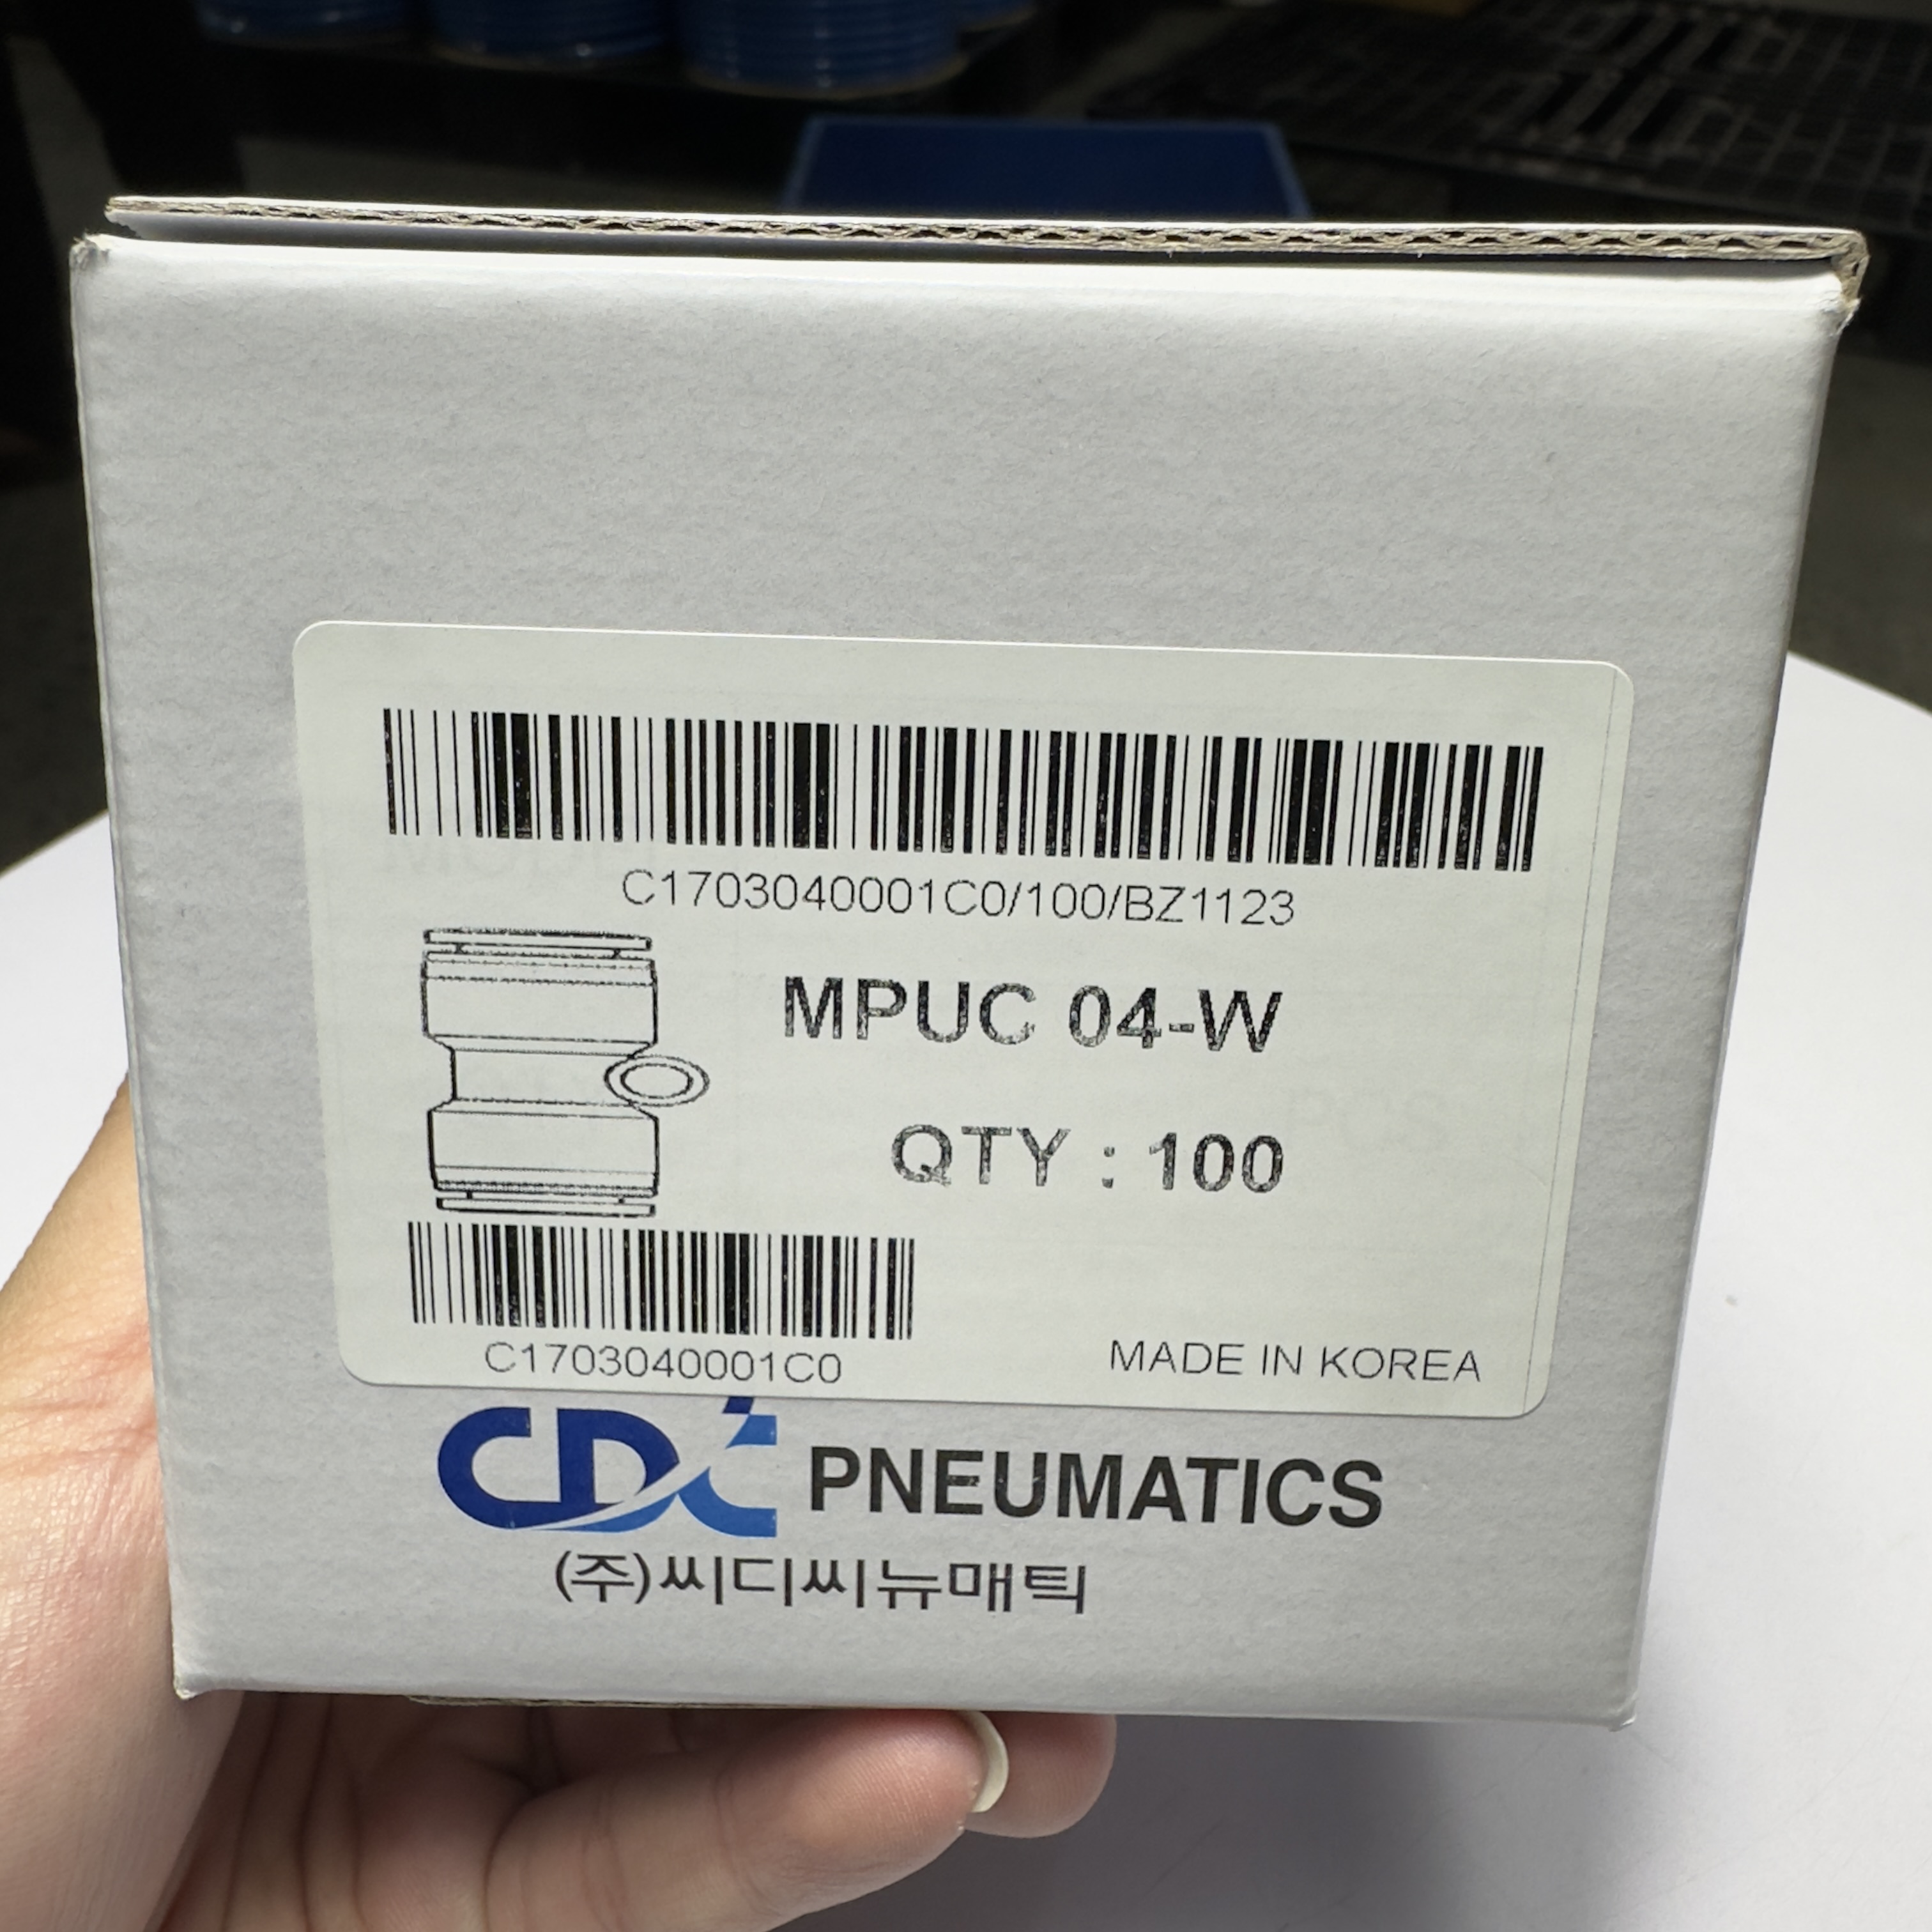 C1703040001C0/100/BZ1123
MPUC 04-W
QTY : 100
C1703040001C0
MADE IN KOREA
CDC PNEUMATICS
(주)씨디씨뉴매틱